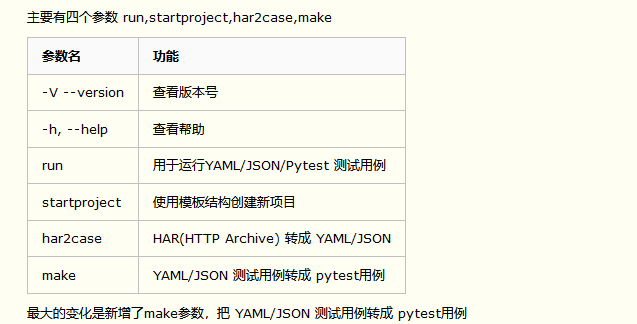 主要有四个参数 run,startproject,har2case,make
参数名 功能
-V --version 查看版本号
-h, --help 查看帮助
run 用于运行YAML/JSON/Pytest 测试用例
startproject 使用模板结构创建新项目
har2case HAR(HTTP Archive) 转成 YAML/JSON
make YAML/JSON 测试用例转成 pytest用例
最大的变化是新增了make参数，把 YAML/JSON 测试用例转成 pytest用例